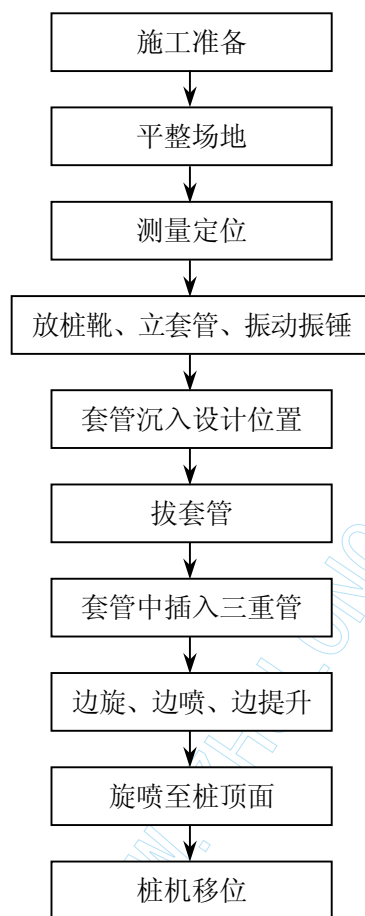 施工准备
平整场地
测量定位
放桩靴、立套管、振动振锤
套管沉入设计位置
拔套管
套管中插入三重管
边旋、边喷、边提升
旋喷至桩顶面
桩机移位